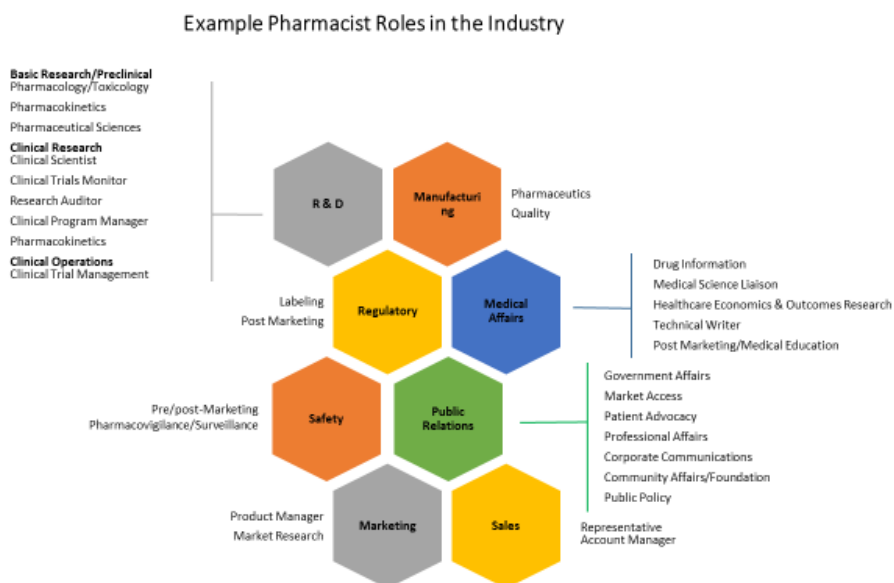 Example Pharmacist Roles in the Industry
Basic Research/Preclinical
Pharmacology/Toxicology
Pharmacokinetics
Pharmaceutical Sciences
Clinical Research
Clinical Scientist
Clinical Trials Monitor
Research Auditor
Clinical Program Manager
Pharmacokinetics
Clinical Operations
Clinical Trial Management
R & D
Manufacturi
ng
Pharmaceutics
Quality
Labeling
Post Marketing
Regulatory
Medical
Affairs
Drug Information
Medical Science Liaison
Healthcare Economics & Outcomes Research
Technical Writer
Post Marketing/Medical Education
Pre/post-Marketing
Pharmacovigilance/Surveillance
Safety
Public
Relations
Government Affairs
Market Access
Patient Advocacy
Professional Affairs
Corporate Communications
Community Affairs/Foundation
Public Policy
Product Manager
Market Research
Marketing
Sales
Representative
Account Manager